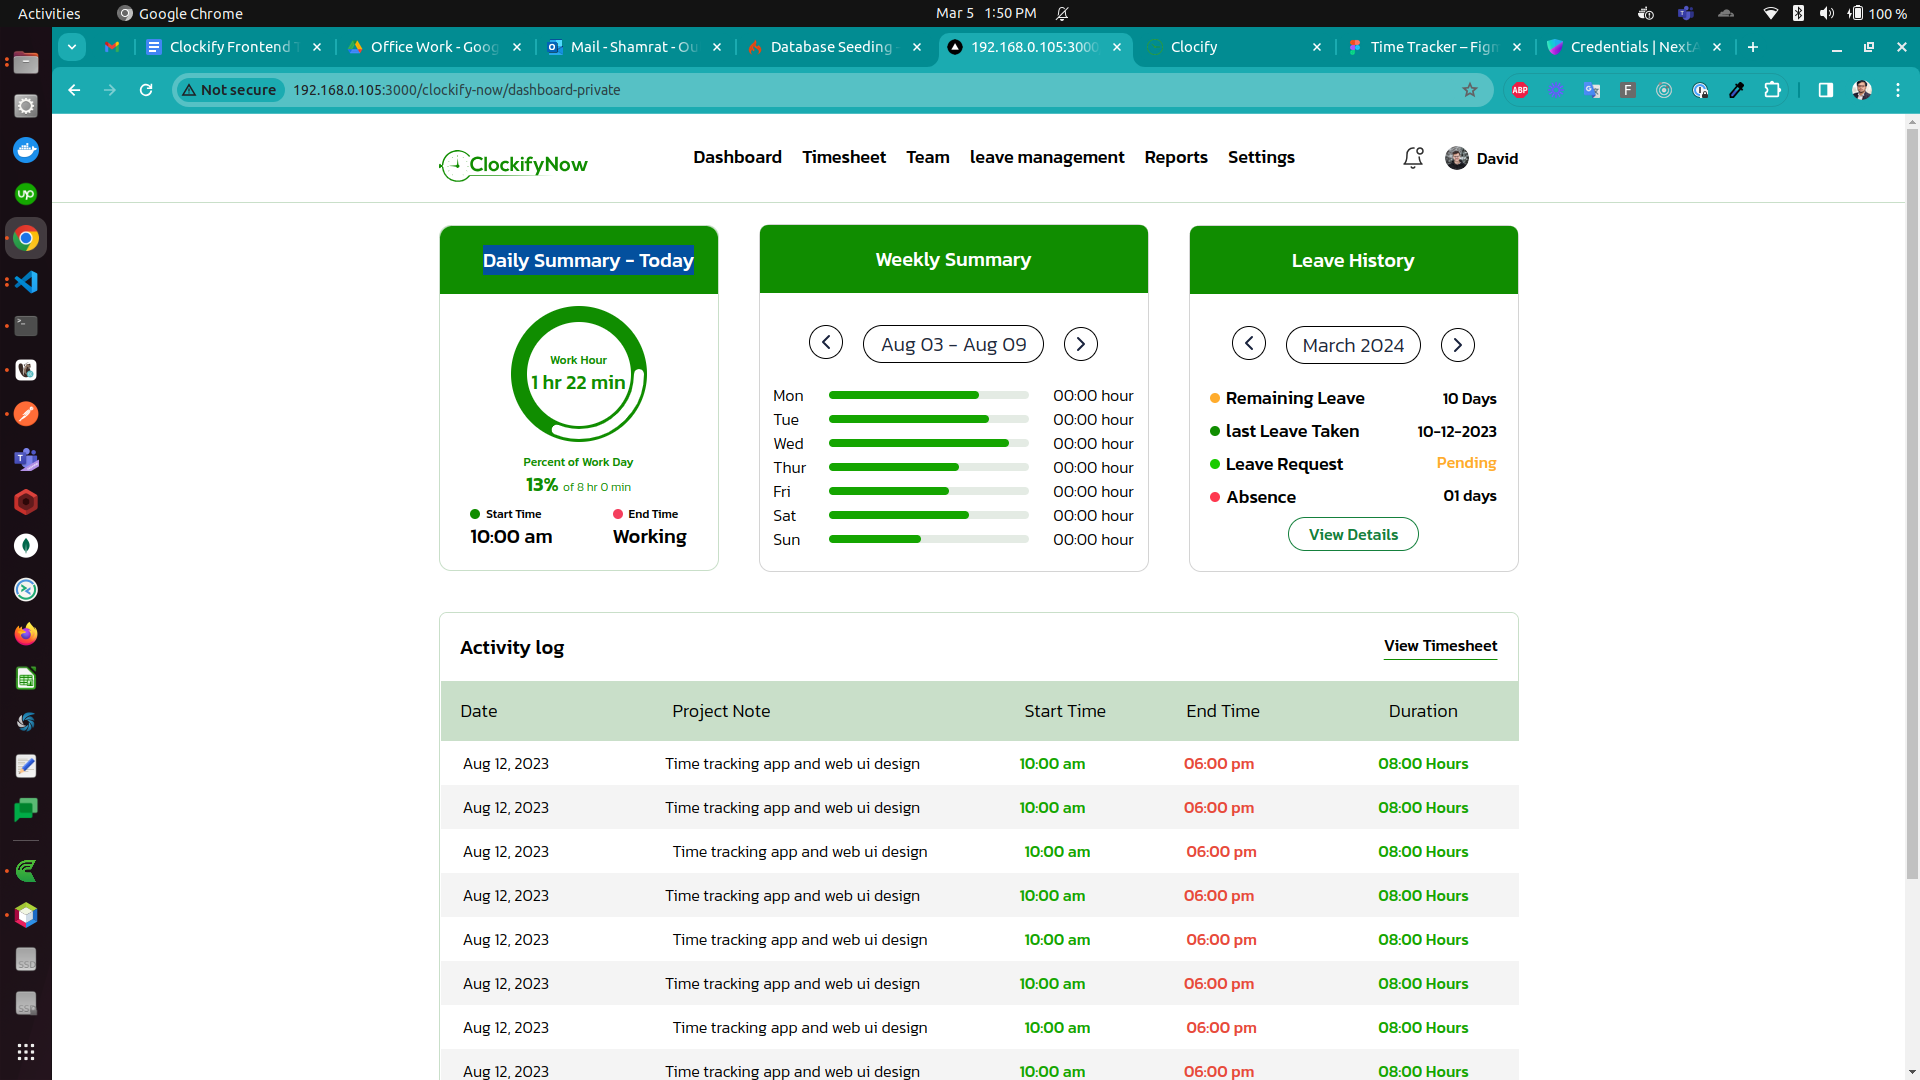 Activities Google Chrome Mar 5 1:50 PM 100 %
Clockify Frontend Office Work - Goog Mail - Shamrat - Ou Database Seeding 192.168.0.105:3000 Clocify Time Tracker – Figm Credentials | NextA
Not secure 192.168.0.105:3000/clockify-now/dashboard-private
ABP
F
up
ClockifyNow
Dashboard Timesheet Team leave management Reports Settings
David
Daily Summary - Today
Work Hour
1 hr 22 min
Percent of Work Day
13% of 8 hr 0 min
Start Time End Time
10:00 am Working
Weekly Summary
Aug 03 - Aug 09
Mon 00:00 hour
Tue 00:00 hour
Wed 00:00 hour
Thur 00:00 hour
Fri 00:00 hour
Sat 00:00 hour
Sun 00:00 hour
Leave History
March 2024
Remaining Leave 10 Days
last Leave Taken 10-12-2023
Leave Request Pending
Absence 01 days
View Details
Activity log View Timesheet
Date Project Note Start Time End Time Duration
Aug 12, 2023 Time tracking app and web ui design 10:00 am 06:00 pm 08:00 Hours
Aug 12, 2023 Time tracking app and web ui design 10:00 am 06:00 pm 08:00 Hours
Aug 12, 2023 Time tracking app and web ui design 10:00 am 06:00 pm 08:00 Hours
Aug 12, 2023 Time tracking app and web ui design 10:00 am 06:00 pm 08:00 Hours
Aug 12, 2023 Time tracking app and web ui design 10:00 am 06:00 pm 08:00 Hours
Aug 12, 2023 Time tracking app and web ui design 10:00 am 06:00 pm 08:00 Hours
Aug 12, 2023 Time tracking app and web ui design 10:00 am 06:00 pm 08:00 Hours
Aug 12, 2023 Time tracking app and web ui design 10:00 am 06:00 pm 08:00 Hours
SSD
SSD